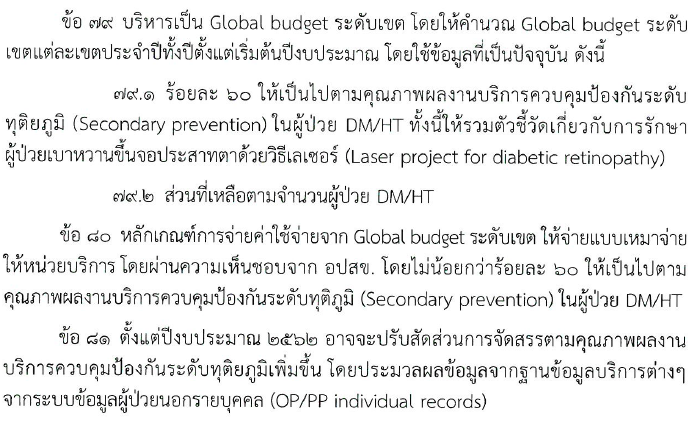 ข้อ ๗๙ บริหารเป็น Global budget ระดับเขต โดยให้คำนวณ Global budget ระดับ
เขตแต่ละเขตประจำปีทั้งปีตั้งแต่เริ่มต้นปีงบประมาณ โดยใช้ข้อมูลที่เป็นปัจจุบัน ดังนี้
๗๙.๑ ร้อยละ ๖๐ ให้เป็นไปตามคุณภาพผลงานบริการควบคุมป้องกันระดับ
ทุติยภูมิ (Secondary prevention) ในผู้ป่วย DM/HT ทั้งนี้ให้รวมตัวชี้วัดเกี่ยวกับการรักษา
ผู้ป่วยเบาหวานขึ้นจอประสาทตาด้วยวิธีเลเซอร์ (Laser project for diabetic retinopathy)
๗๙.๒ ส่วนที่เหลือตามจำนวนผู้ป่วย DM/HT
ข้อ ๘๐ หลักเกณฑ์การจ่ายค่าใช้จ่ายจาก Global budget ระดับเขต ให้จ่ายแบบเหมาจ่าย
ให้หน่วยบริการ โดยผ่านความเห็นชอบจาก อปสข. โดยไม่น้อยกว่าร้อยละ ๖๐ ให้เป็นไปตาม
คุณภาพผลงานบริการควบคุมป้องกันระดับทุติยภูมิ (Secondary prevention) ในผู้ป่วย DM/HT
ข้อ ๘๑ ตั้งแต่ปีงบประมาณ ๒๕๖๒ อาจจะปรับสัดส่วนการจัดสรรตามคุณภาพผลงาน
บริการควบคุมป้องกันระดับทุติยภูมิเพิ่มขึ้น โดยประมวลผลข้อมูลจากฐานข้อมูลบริการต่างๆ
จากระบบข้อมูลผู้ป่วยนอกรายบุคคล (OP/PP individual records)